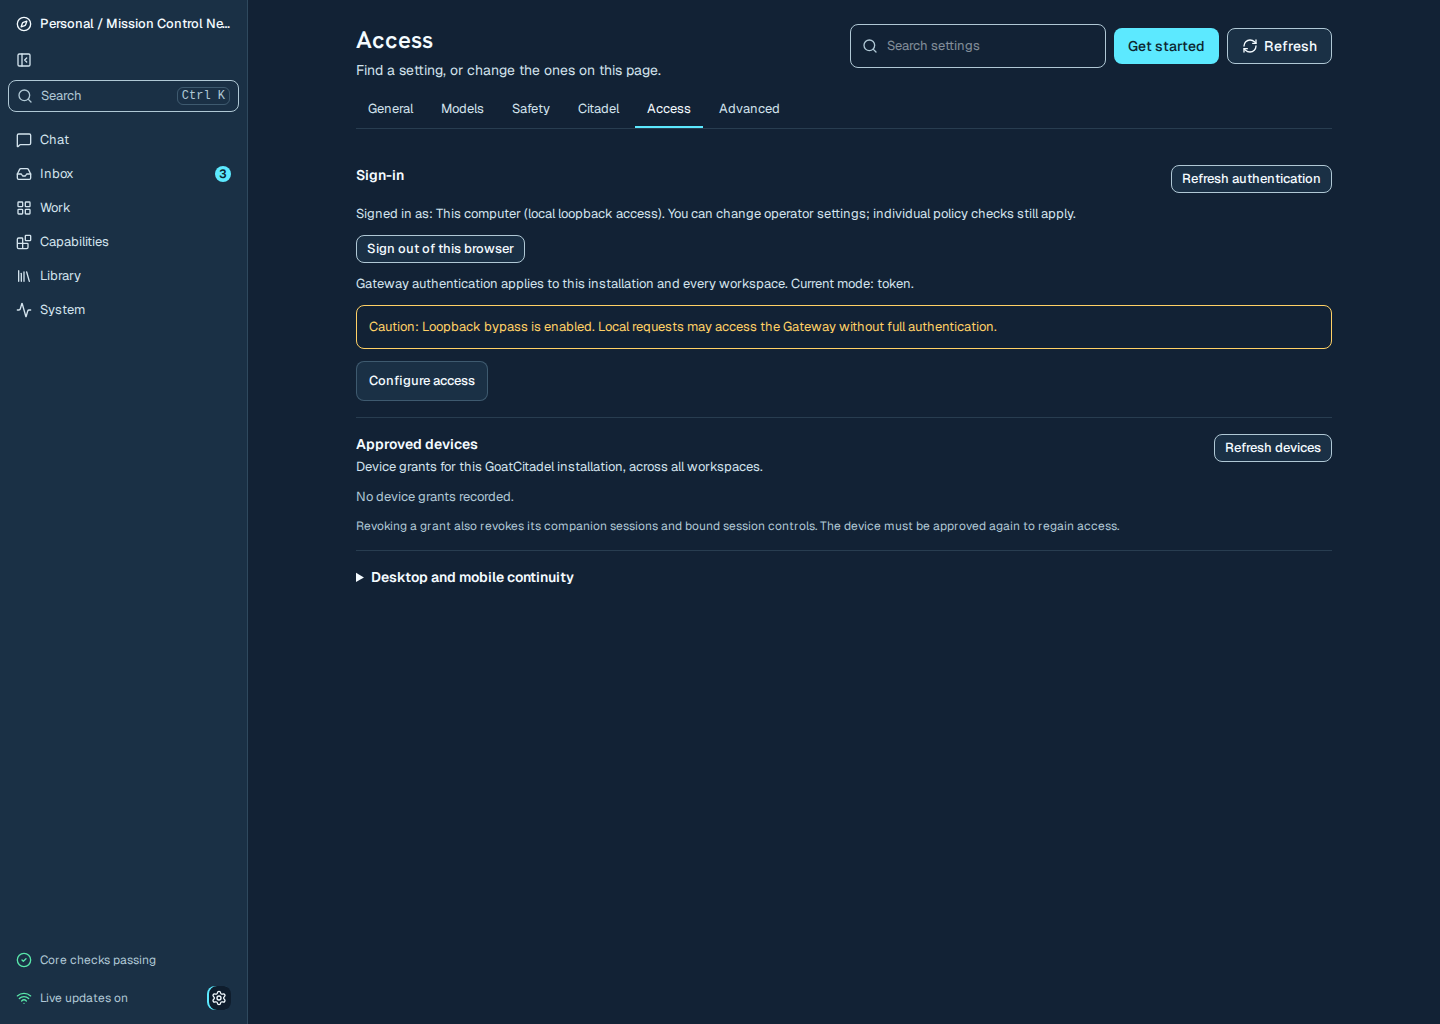 Personal / Mission Control Ne...
Search
Ctrl K
Chat
Inbox
3
Work
Capabilities
Library
System
Core checks passing
Live updates on
Access
Find a setting, or change the ones on this page.
Search settings
Get started
Refresh
General
Models
Safety
Citadel
Access
Advanced
Sign-in
Refresh authentication
Signed in as: This computer (local loopback access). You can change operator settings; individual policy checks still apply.
Sign out of this browser
Gateway authentication applies to this installation and every workspace. Current mode: token.
Caution: Loopback bypass is enabled. Local requests may access the Gateway without full authentication.
Configure access
Approved devices
Refresh devices
Device grants for this GoatCitadel installation, across all workspaces.
No device grants recorded.
Revoking a grant also revokes its companion sessions and bound session controls. The device must be approved again to regain access.
Desktop and mobile continuity